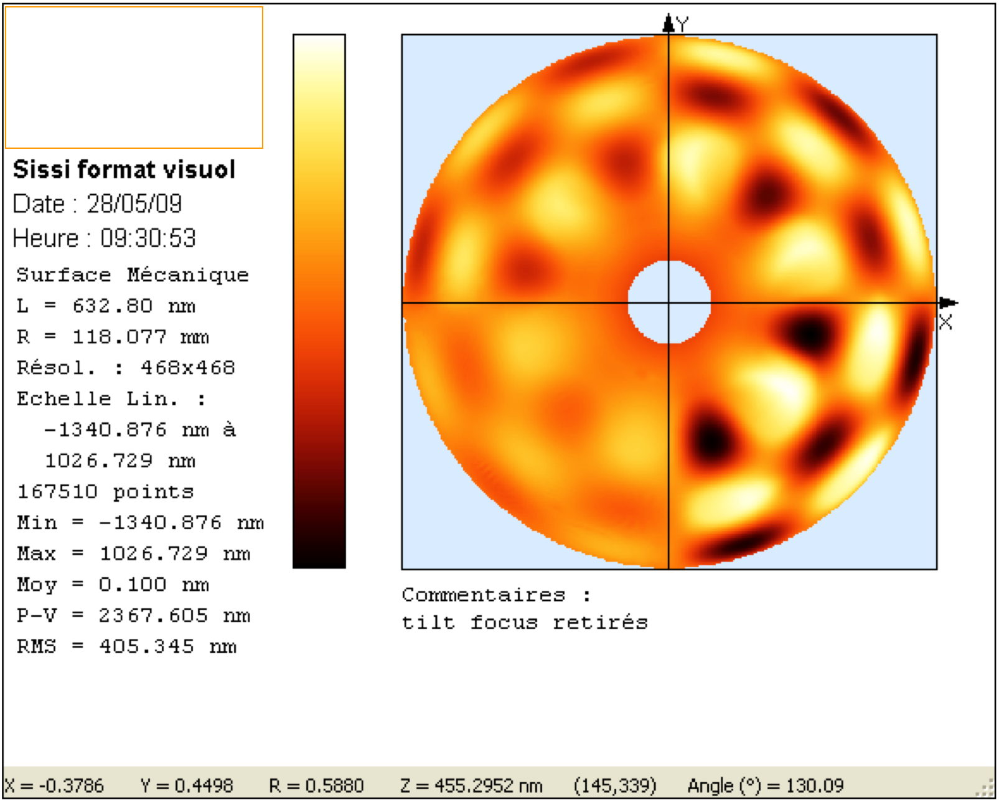 Sissi format visuol
Date : 28/05/09
Heure : 09:30:53
Surface Mécanique
L = 632.80 nm
R = 118.077 mm
Résol. : 468x468
Echelle Lin. :
-1340.876 nm à
1026.729 nm
167510 points
Min = -1340.876 nm
Max = 1026.729 nm
Moy = 0.100 nm
P-V = 2367.605 nm
RMS = 405.345 nm
Y
X
Commentaires :
tilt focus retirés
X = -0.3786 Y = 0.4498 R = 0.5880 Z = 455.2952 nm (145,339) Angle (°) = 130.09